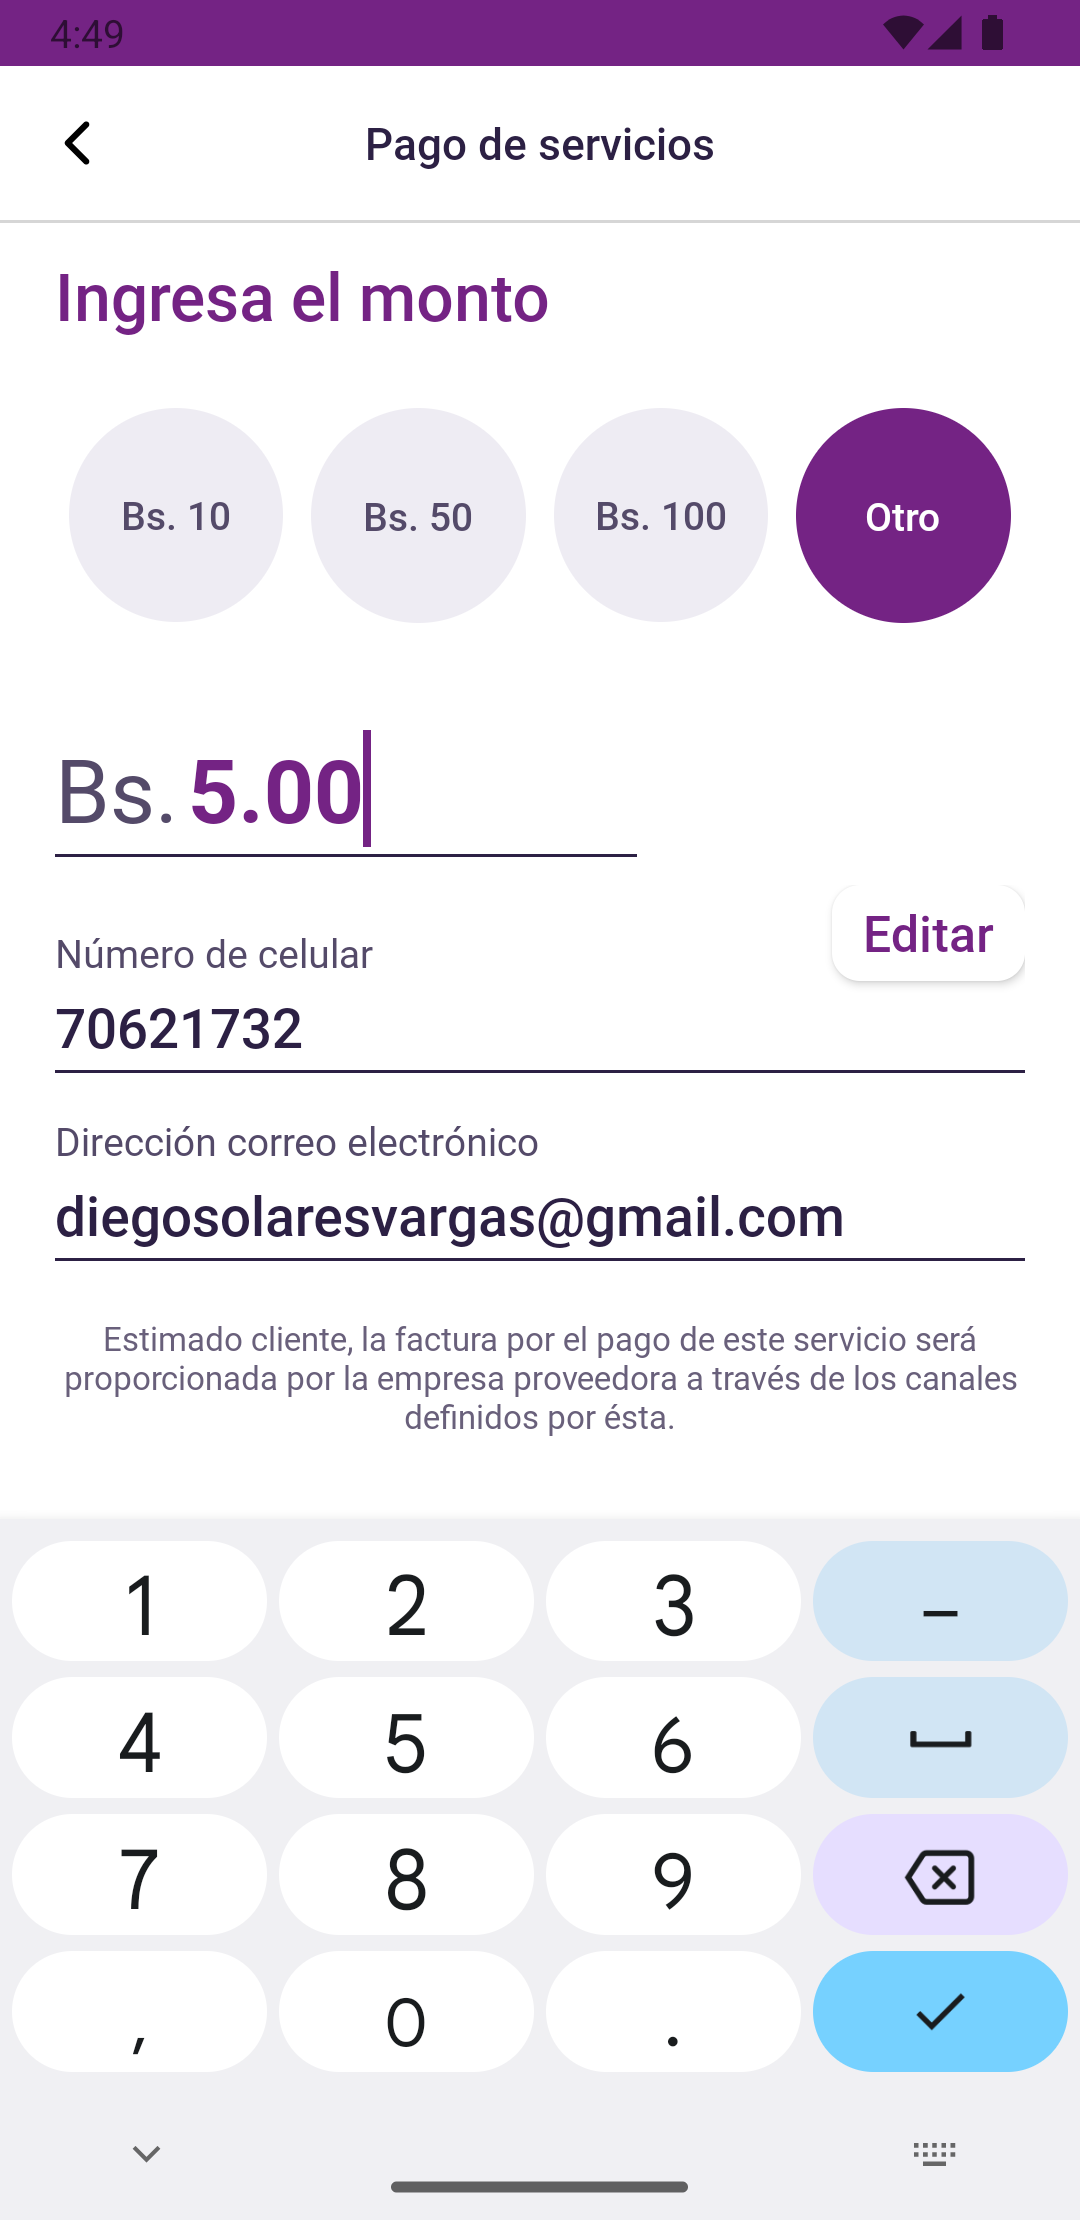 4:49
Pago de servicios
Ingresa el monto
Bs. 10
Bs. 50
Bs. 100
Otro
Bs. 5.00
Editar
Número de celular
70621732
Dirección correo electrónico
diegosolaresvargas@gmail.com
Estimado cliente, la factura por el pago de este servicio será
proporcionada por la empresa proveedora a través de los canales
definidos por ésta.
1 2 3 –
4 5 6
7 8 9
, 0 .